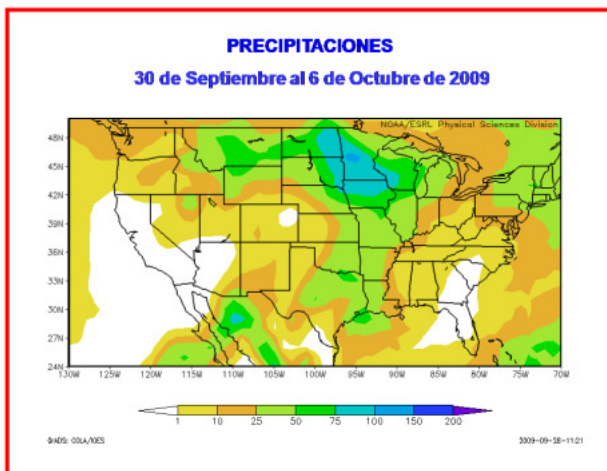 PRECIPITACIONES
30 de Septiembre al 6 de Octubre de 2009
NOAA/ESRL Physical Sciences Division
48N
45N
42N
39N
36N
33N
30N
27N
24N
130W 125W 120W 115W 110W 105W 100W 95W 90W 85W 80W 75W 70W
1 10 25 50 75 100 150 200
GrADS: COLA/IGES 2009-09-28-11:21